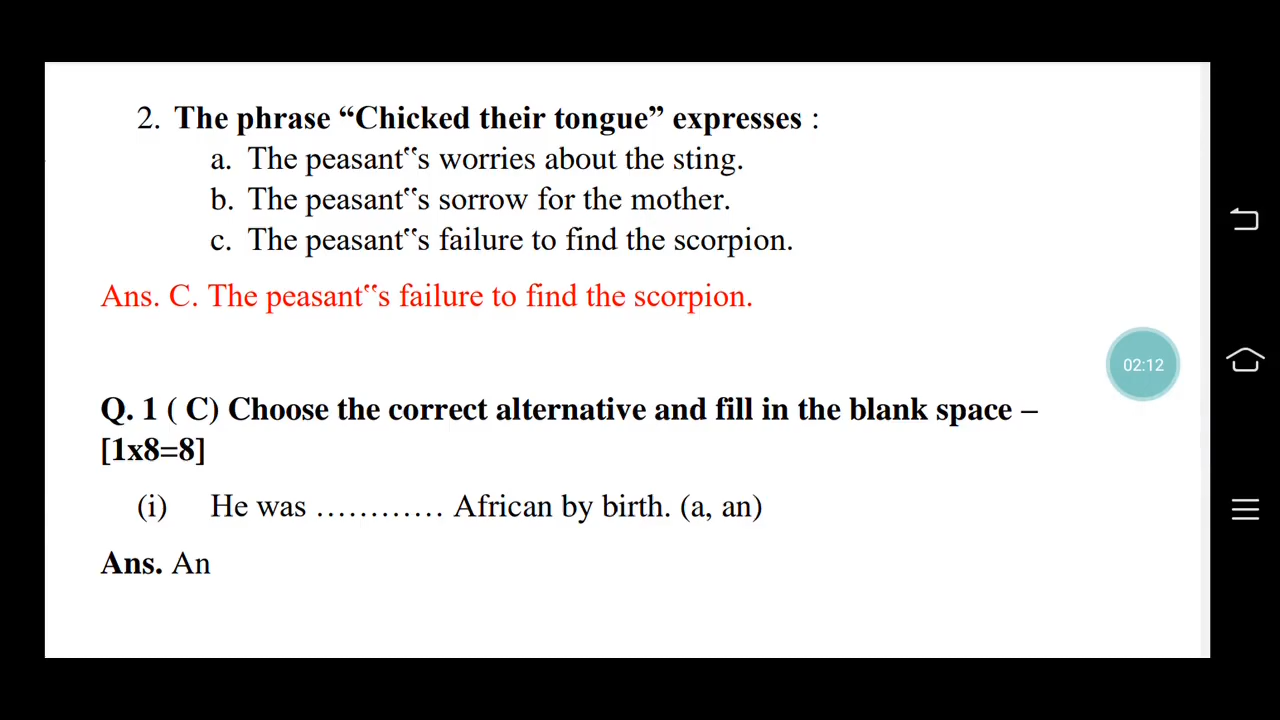 2. The phrase “Chicked their tongue” expresses :
a. The peasant‟s worries about the sting.
b. The peasant‟s sorrow for the mother.
c. The peasant‟s failure to find the scorpion.
Ans. C. The peasant‟s failure to find the scorpion.
02:12
Q. 1 ( C) Choose the correct alternative and fill in the blank space –
[1x8=8]
(i) He was ………… African by birth. (a, an)
Ans. An